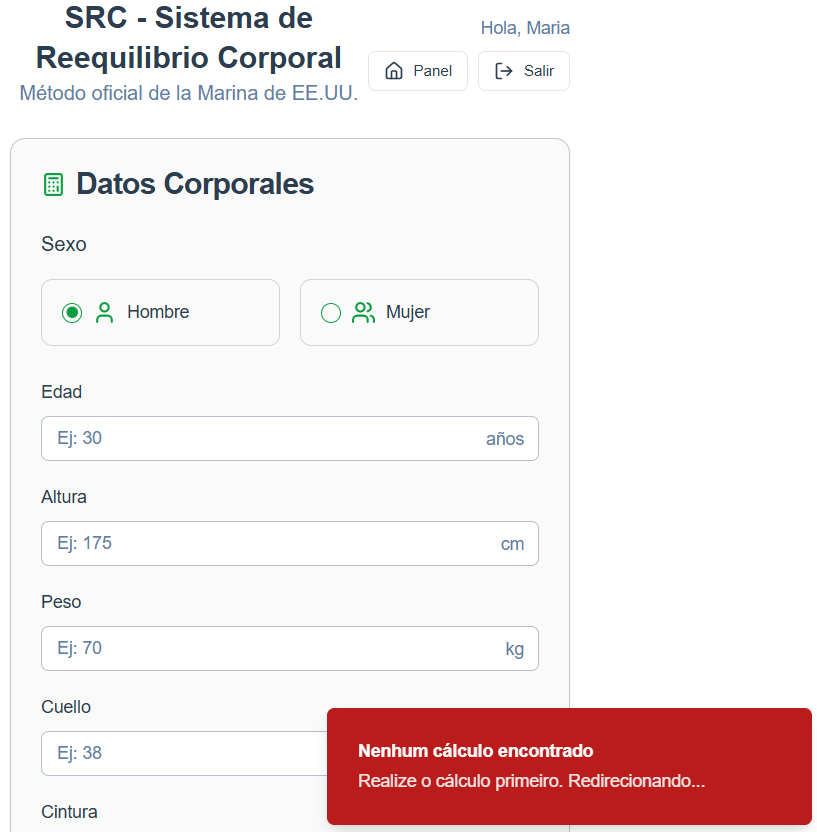 SRC - Sistema de
Reequilibrio Corporal
Método oficial de la Marina de EE.UU.
Hola, Maria
Panel
Salir
Datos Corporales
Sexo
Hombre
Mujer
Edad
Ej: 30 años
Altura
Ej: 175 cm
Peso
Ej: 70 kg
Cuello
Ej: 38
Cintura
Nenhum cálculo encontrado
Realize o cálculo primeiro. Redirecionando...